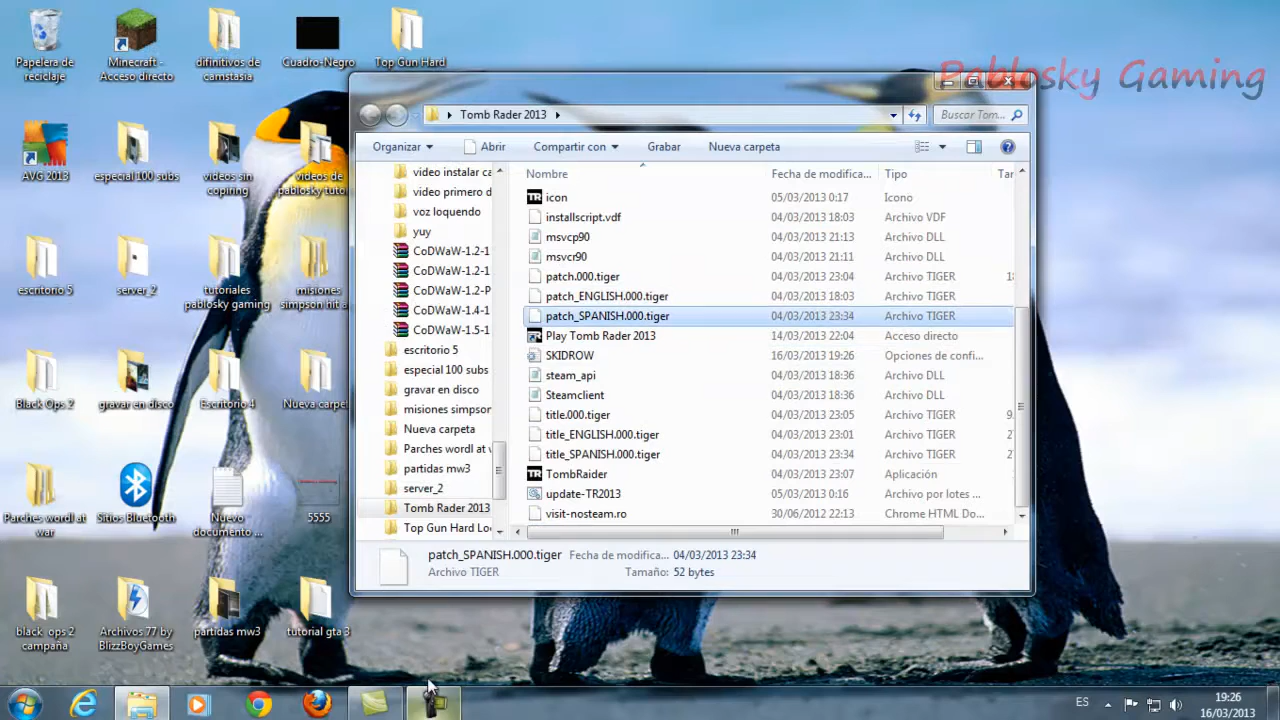 Papelera de
reciclaje
Minecraft -
Acceso directo
difinitivos de
camstasia
Cuadro-Negro
Top Gun Hard
Pablosky Gaming
AVG 2013
especial 100 subs
videos sin
copiring
videos de
pablosky tutor
escritorio 5
server_2
tutoriales
pablosky gaming
misiones
simpson hit a
Black Ops 2
gravar en disco
Escritorio 4
Nueva carpe
Parches wordl at
war
Sitios Bluetooth
Nuevo
documento ...
5555
black ops 2
campaña
Archivos 77 by
BlizzBoyGames
partidas mw3
tutorial gta 3
Tomb Rader 2013
Buscar Tom...
Organizar
Abrir
Compartir con
Grabar
Nueva carpeta
video instalar ca
video primero d
voz loquendo
yuy
CoDWaW-1.2-1
CoDWaW-1.2-1
CoDWaW-1.2-P
CoDWaW-1.4-1
CoDWaW-1.5-1
escritorio 5
especial 100 subs
gravar en disco
misiones simpson
Nueva carpeta
Parches wordl at w
partidas mw3
server_2
Tomb Rader 2013
Top Gun Hard Lo
Nombre Fecha de modifica... Tipo Tar
icon 05/03/2013 0:17 Icono
installscript.vdf 04/03/2013 18:03 Archivo VDF
msvcp90 04/03/2013 21:13 Archivo DLL
msvcr90 04/03/2013 21:11 Archivo DLL
patch.000.tiger 04/03/2013 23:04 Archivo TIGER 18
patch_ENGLISH.000.tiger 04/03/2013 18:03 Archivo TIGER
patch_SPANISH.000.tiger 04/03/2013 23:34 Archivo TIGER
Play Tomb Rader 2013 14/03/2013 22:04 Acceso directo
SKIDROW 16/03/2013 19:26 Opciones de confi...
steam_api 04/03/2013 18:36 Archivo DLL
Steamclient 04/03/2013 18:36 Archivo DLL
title.000.tiger 04/03/2013 23:05 Archivo TIGER 9.
title_ENGLISH.000.tiger 04/03/2013 23:01 Archivo TIGER 27
title_SPANISH.000.tiger 04/03/2013 23:34 Archivo TIGER 27
TombRaider 04/03/2013 23:07 Aplicación
update-TR2013 05/03/2013 0:16 Archivo por lotes ...
visit-nosteam.ro 30/06/2012 22:13 Chrome HTML Do...
patch_SPANISH.000.tiger Fecha de modifica... 04/03/2013 23:34
Archivo TIGER Tamaño: 52 bytes
ES
19:26
16/03/2013